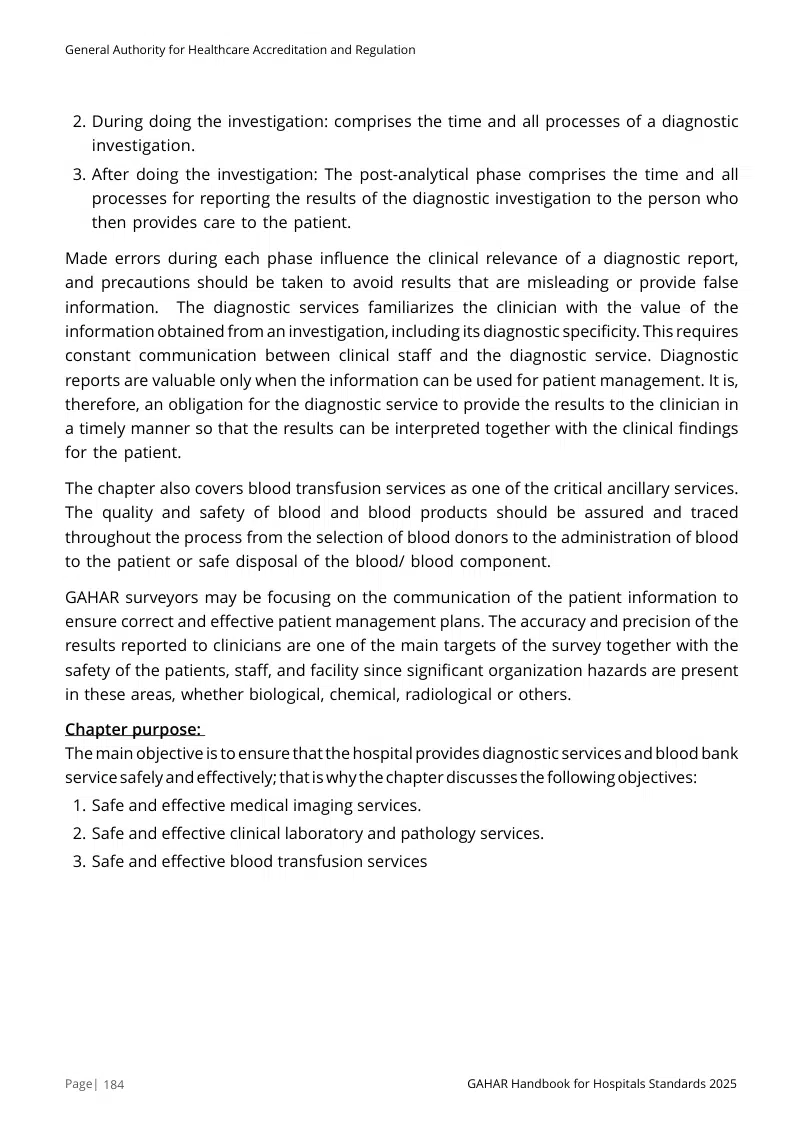 General Authority for Healthcare Accreditation and Regulation
2. During doing the investigation: comprises the time and all processes of a diagnostic
investigation.
3. After doing the investigation: The post-analytical phase comprises the time and all
processes for reporting the results of the diagnostic investigation to the person who
then provides care to the patient.
Made errors during each phase influence the clinical relevance of a diagnostic report,
and precautions should be taken to avoid results that are misleading or provide false
information. The diagnostic services familiarizes the clinician with the value of the
information obtained from an investigation, including its diagnostic specificity. This requires
constant communication between clinical staff and the diagnostic service. Diagnostic
reports are valuable only when the information can be used for patient management. It is,
therefore, an obligation for the diagnostic service to provide the results to the clinician in
a timely manner so that the results can be interpreted together with the clinical findings
for the patient.
The chapter also covers blood transfusion services as one of the critical ancillary services.
The quality and safety of blood and blood products should be assured and traced
throughout the process from the selection of blood donors to the administration of blood
to the patient or safe disposal of the blood/ blood component.
GAHAR surveyors may be focusing on the communication of the patient information to
ensure correct and effective patient management plans. The accuracy and precision of the
results reported to clinicians are one of the main targets of the survey together with the
safety of the patients, staff, and facility since significant organization hazards are present
in these areas, whether biological, chemical, radiological or others.
Chapter purpose:
The main objective is to ensure that the hospital provides diagnostic services and blood bank
service safely and effectively; that is why the chapter discusses the following objectives:
1. Safe and effective medical imaging services.
2. Safe and effective clinical laboratory and pathology services.
3. Safe and effective blood transfusion services
Page| 184
GAHAR Handbook for Hospitals Standards 2025